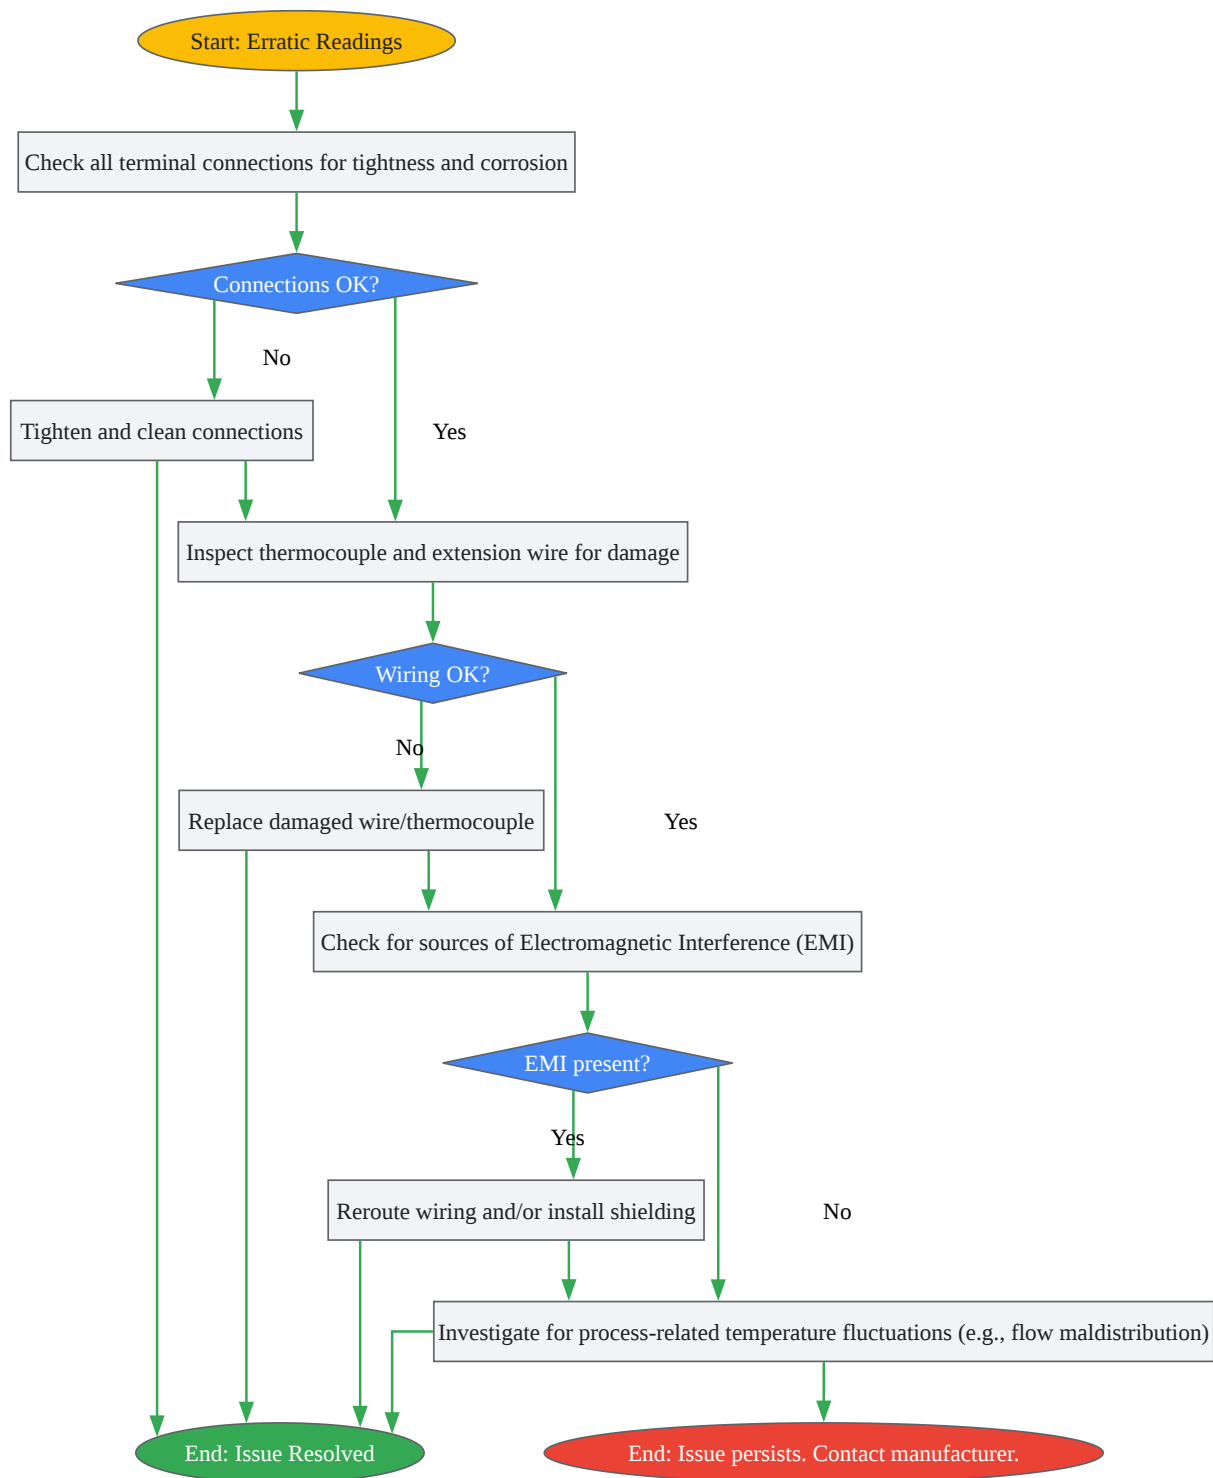 Start: Erratic Readings
Check all terminal connections for tightness and corrosion
Connections OK?
No
Tighten and clean connections
Yes
Inspect thermocouple and extension wire for damage
Wiring OK?
No
Replace damaged wire/thermocouple
Yes
Check for sources of Electromagnetic Interference (EMI)
EMI present?
Yes
Reroute wiring and/or install shielding
No
Investigate for process-related temperature fluctuations (e.g., flow maldistribution)
End: Issue Resolved
End: Issue persists. Contact manufacturer.